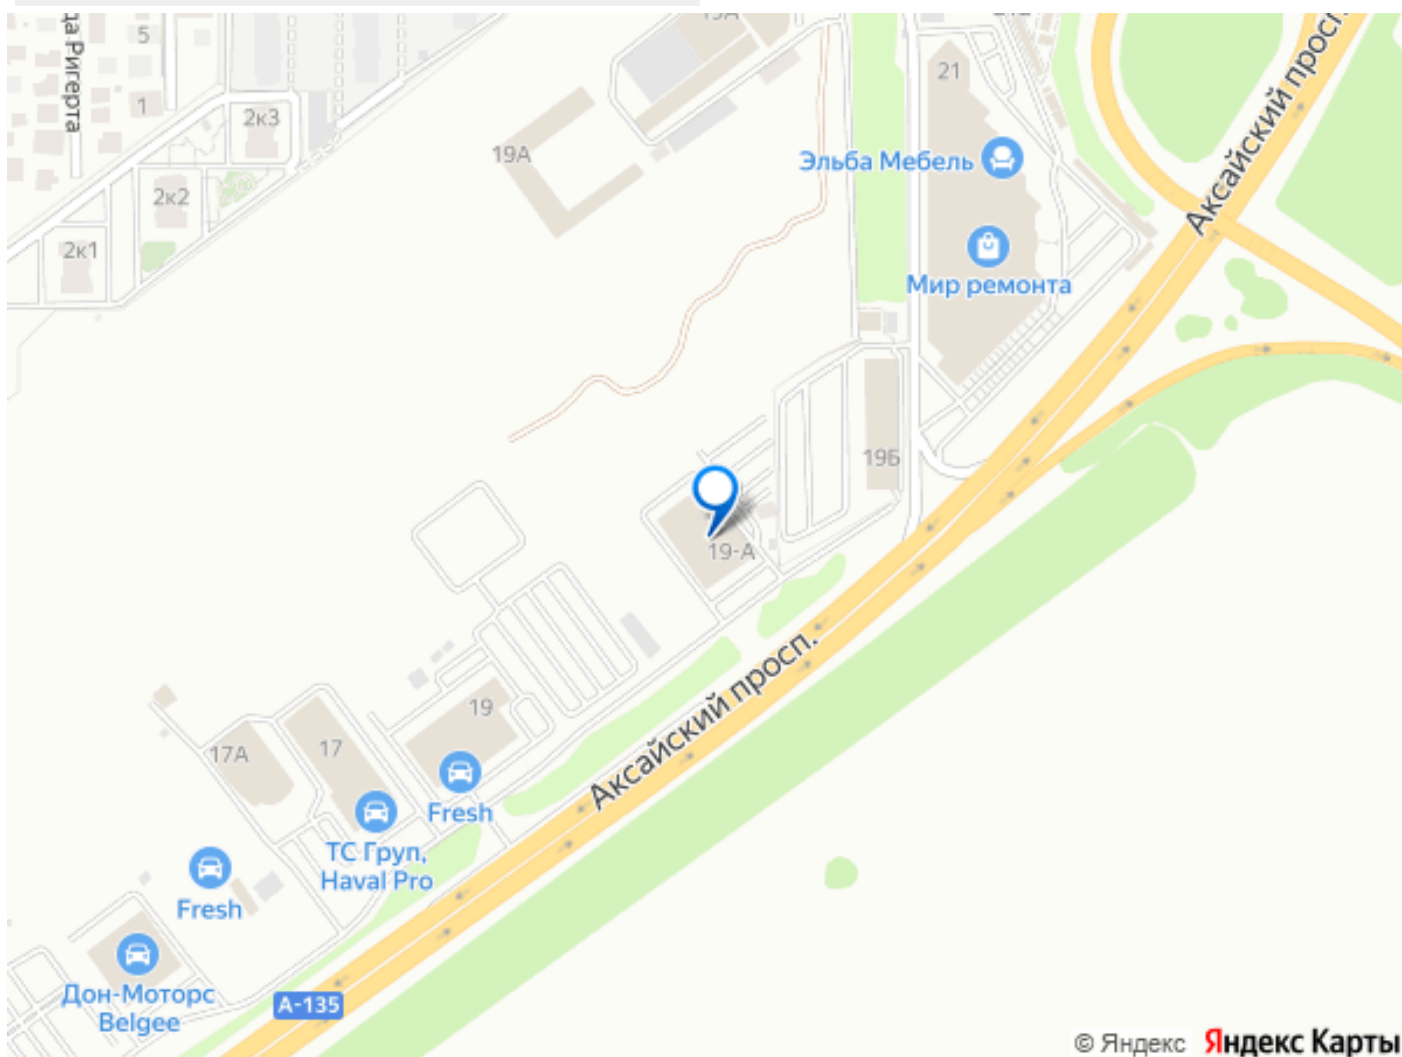 да Ригерта
5
1
2к3
2к2
2к1
19А
21
Эльба Мебель
Мир ремонта
Аксайский просп.
19Б
19-А
Аксайский просп.
19
17
17А
Fresh
ТС Груп,
Haval Pro
Fresh
Дон-Моторс
Belgee
А-135
© Яндекс Яндекс Карты